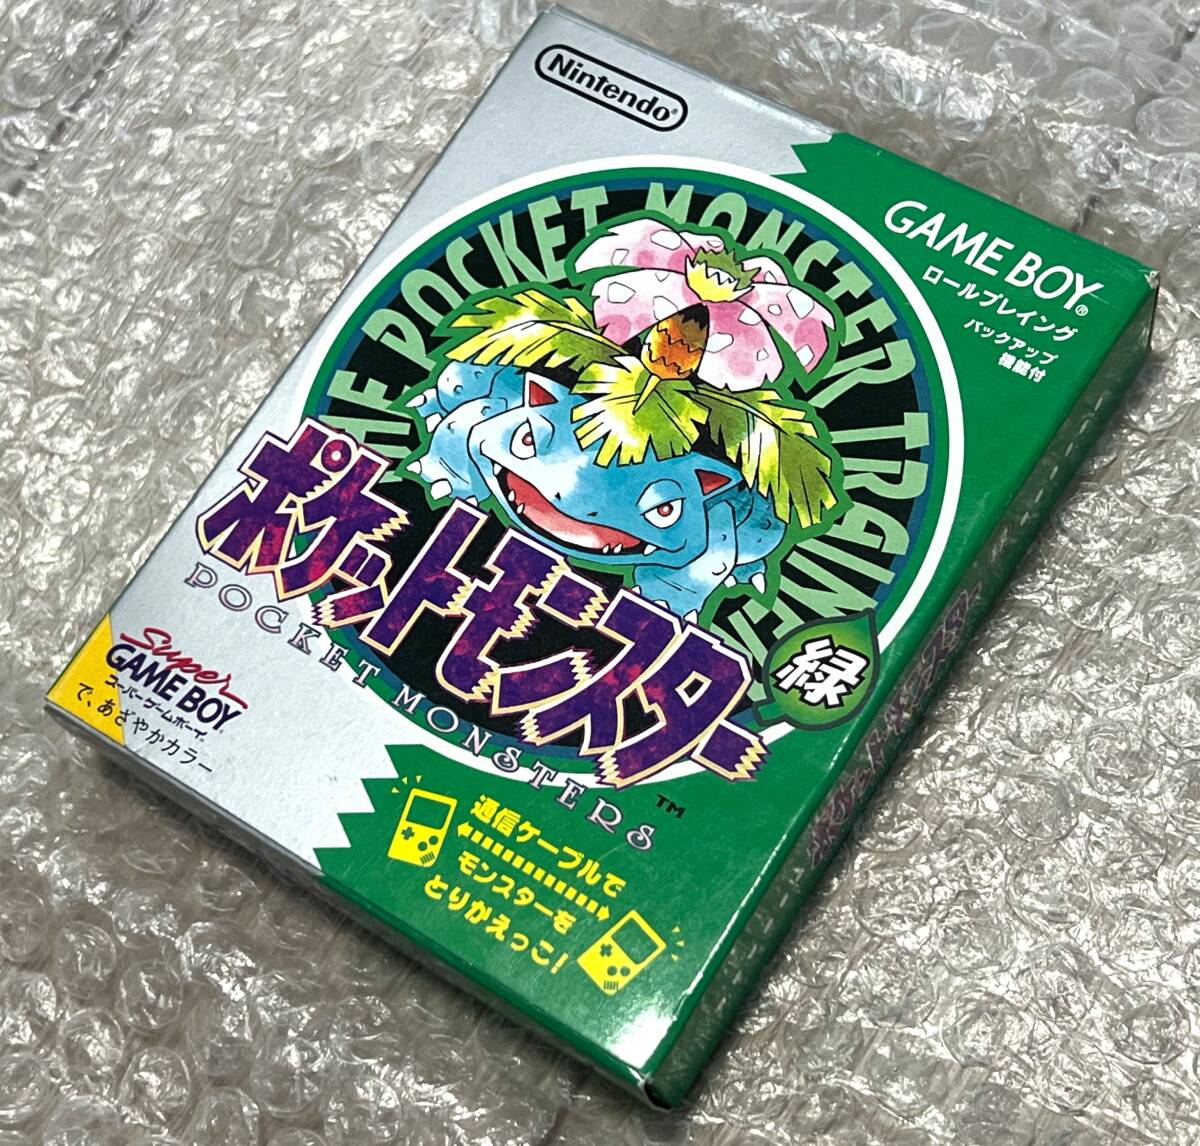 Nintendo®
GAME BOY®
ロールプレイング
バックアップ
機能付
THE POCKET MONSTER TRAINER
ポケットモンスター
緑
POCKET MONSTERS
TM
Super
GAME BOY
スーパーゲームボーイ
で、あざやかカラー
通信ケーブルで
モンスターを
とりかえっこ!